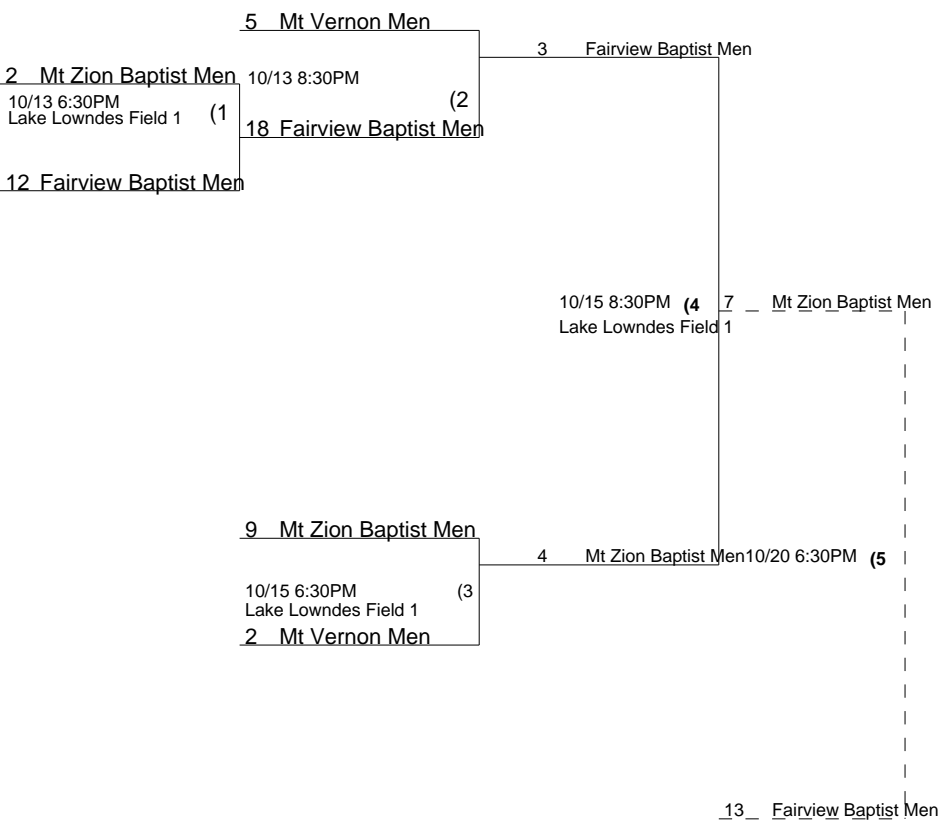 5 Mt Vernon Men
3 Fairview Baptist Men
2 Mt Zion Baptist Men 10/13 8:30PM
10/13 6:30PM
Lake Lowndes Field 1 (1
(2
18 Fairview Baptist Men
12 Fairview Baptist Men
10/15 8:30PM (4 7 Mt Zion Baptist Men
Lake Lowndes Field 1
9 Mt Zion Baptist Men
4 Mt Zion Baptist Men10/20 6:30PM (5
10/15 6:30PM (3
Lake Lowndes Field 1
2 Mt Vernon Men
13 Fairview Baptist Men